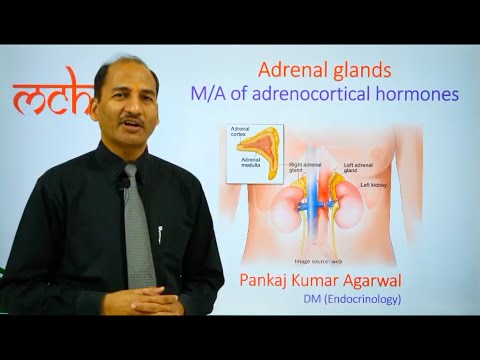 mch
Adrenal glands
M/A of adrenocortical hormones
Adrenal
cortex
Adrenal
medulla
Right adrenal
gland
Left adrenal
gland
Left kidney
Image source: web
Pankaj Kumar Agarwal
DM (Endocrinology)